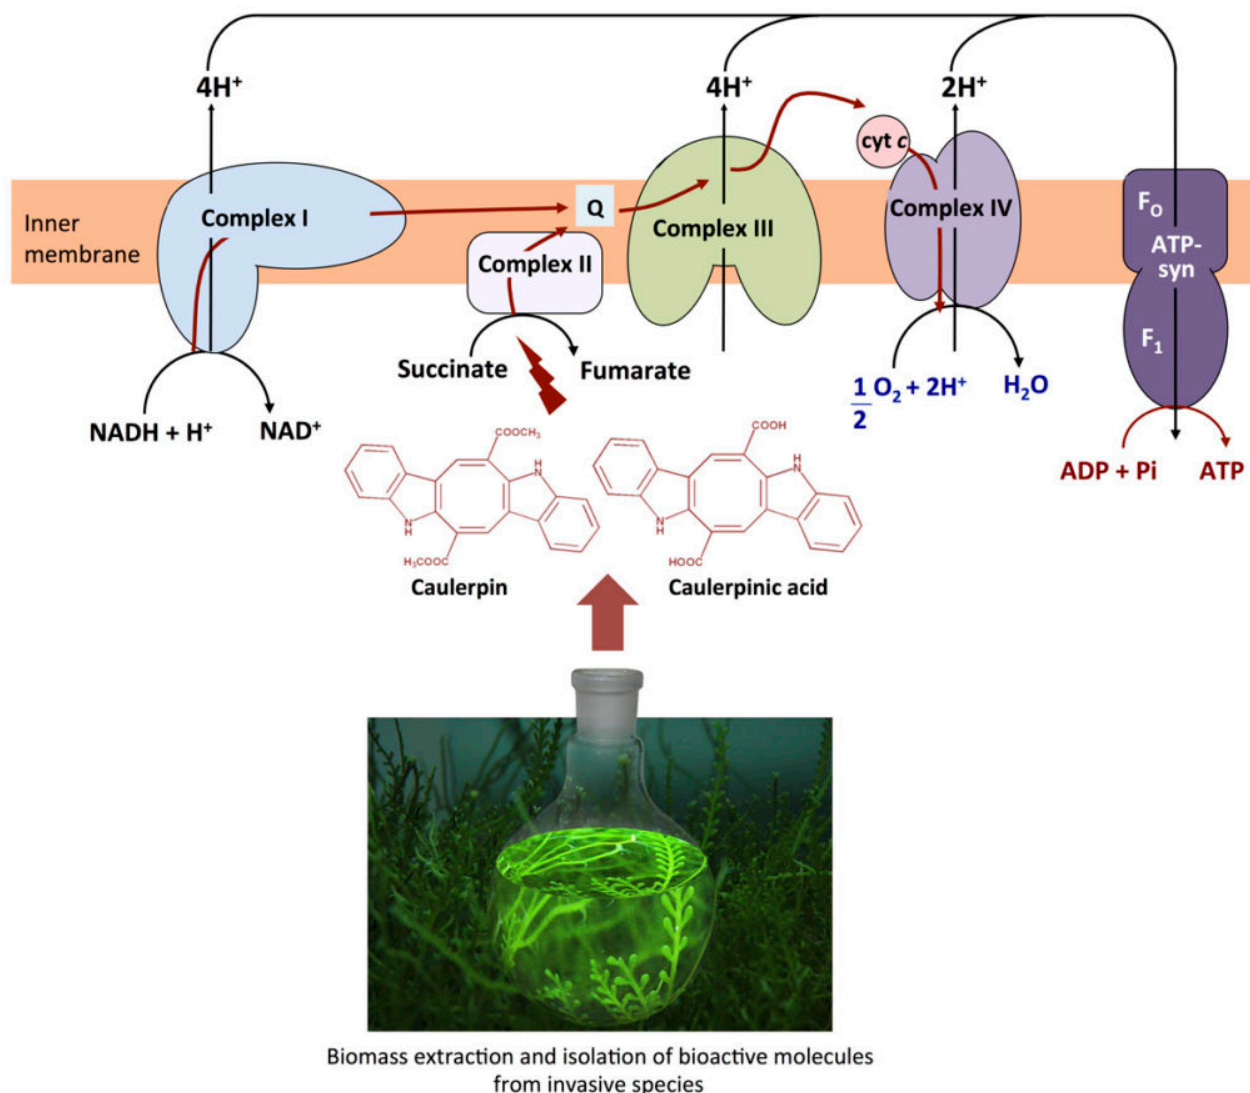 4H⁺
4H⁺
2H⁺
cyt c
Inner
membrane
Complex I
Q
Complex II
Complex III
Complex IV
F₀
ATP-
syn
F₁
Succinate
Fumarate
NADH + H⁺
NAD⁺
1/2 O₂ + 2H⁺
H₂O
ADP + Pi
ATP
COOCH₃
H
N
N
H
H₃COOC
Caulerpin
COOH
H
N
N
H
HOOC
Caulerpinic acid
Biomass extraction and isolation of bioactive molecules
from invasive species